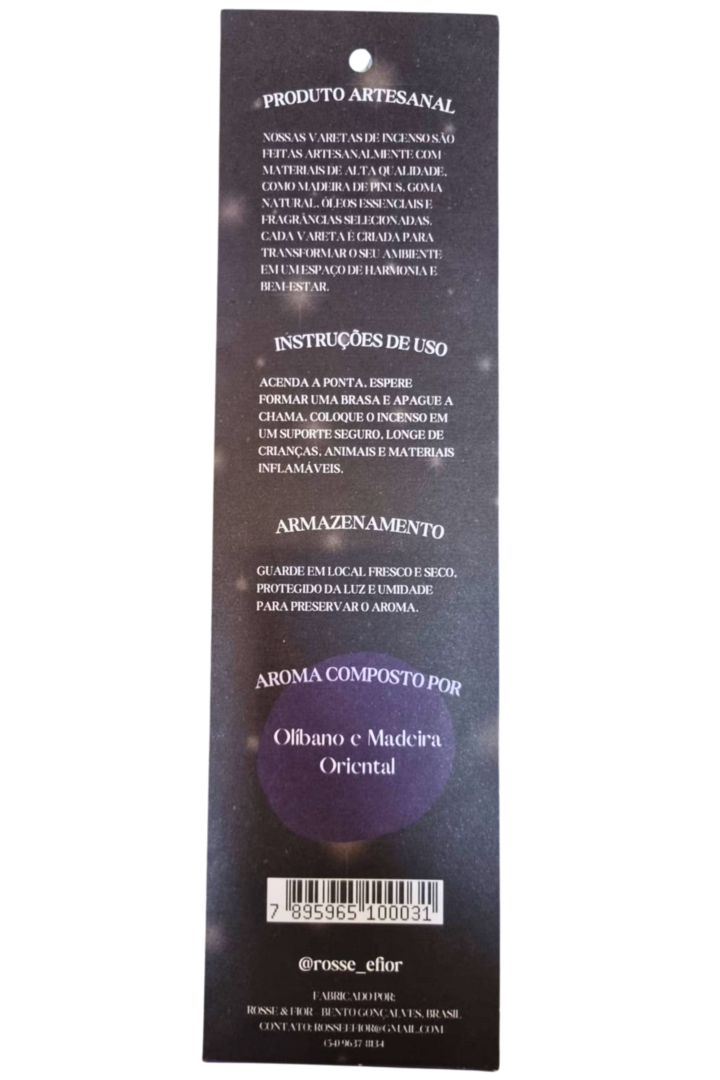 PRODUTO ARTESANAL
NOSSAS VARETAS DE INCENSO SÃO
FEITAS ARTESANALMENTE COM
MATERIAIS DE ALTA QUALIDADE,
COMO MADEIRA DE PINUS, GOMA
NATURAL, ÓLEOS ESSENCIAIS E
FRAGRÂNCIAS SELECIONADAS.
CADA VARETA É CRIADA PARA
TRANSFORMAR O SEU AMBIENTE
EM UM ESPAÇO DE HARMONIA E
BEM-ESTAR.
INSTRUÇÕES DE USO
ACENDA A PONTA, ESPERE
FORMAR UMA BRASA E APAGUE A
CHAMA. COLOQUE O INCENSO EM
UM SUPORTE SEGURO, LONGE DE
CRIANÇAS, ANIMAIS E MATERIAIS
INFLAMÁVEIS.
ARMAZENAMENTO
GUARDE EM LOCAL FRESCO E SECO,
PROTEGIDO DA LUZ E UMIDADE
PARA PRESERVAR O AROMA.
AROMA COMPOSTO POR
Olíbano e Madeira
Oriental
7 895965 100031
@rosse_efior
FABRICADO POR:
ROSSE & FIOR - BENTO GONÇALVES, BRASIL
CONTATO: ROSSEEFIOR@GMAIL.COM
(54) 9637-8134